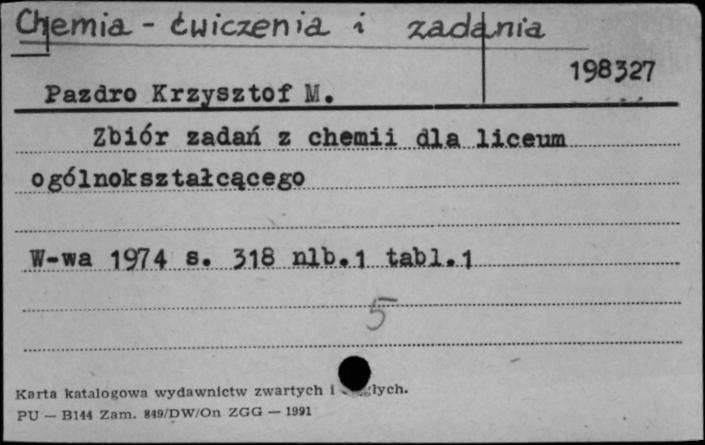 Chemia - ćwiczenia i zadania
198327
Pazdro Krzysztof M.
Zbiór zadań z chemii dla liceum
ogólnokształcącego
W-wa 1974 s. 318 nlb.1 tabl.1
5
Karta katalogowa wydawnictw zwartych i
PU — B144 Zam. 849/DW/On ZGG — 1991